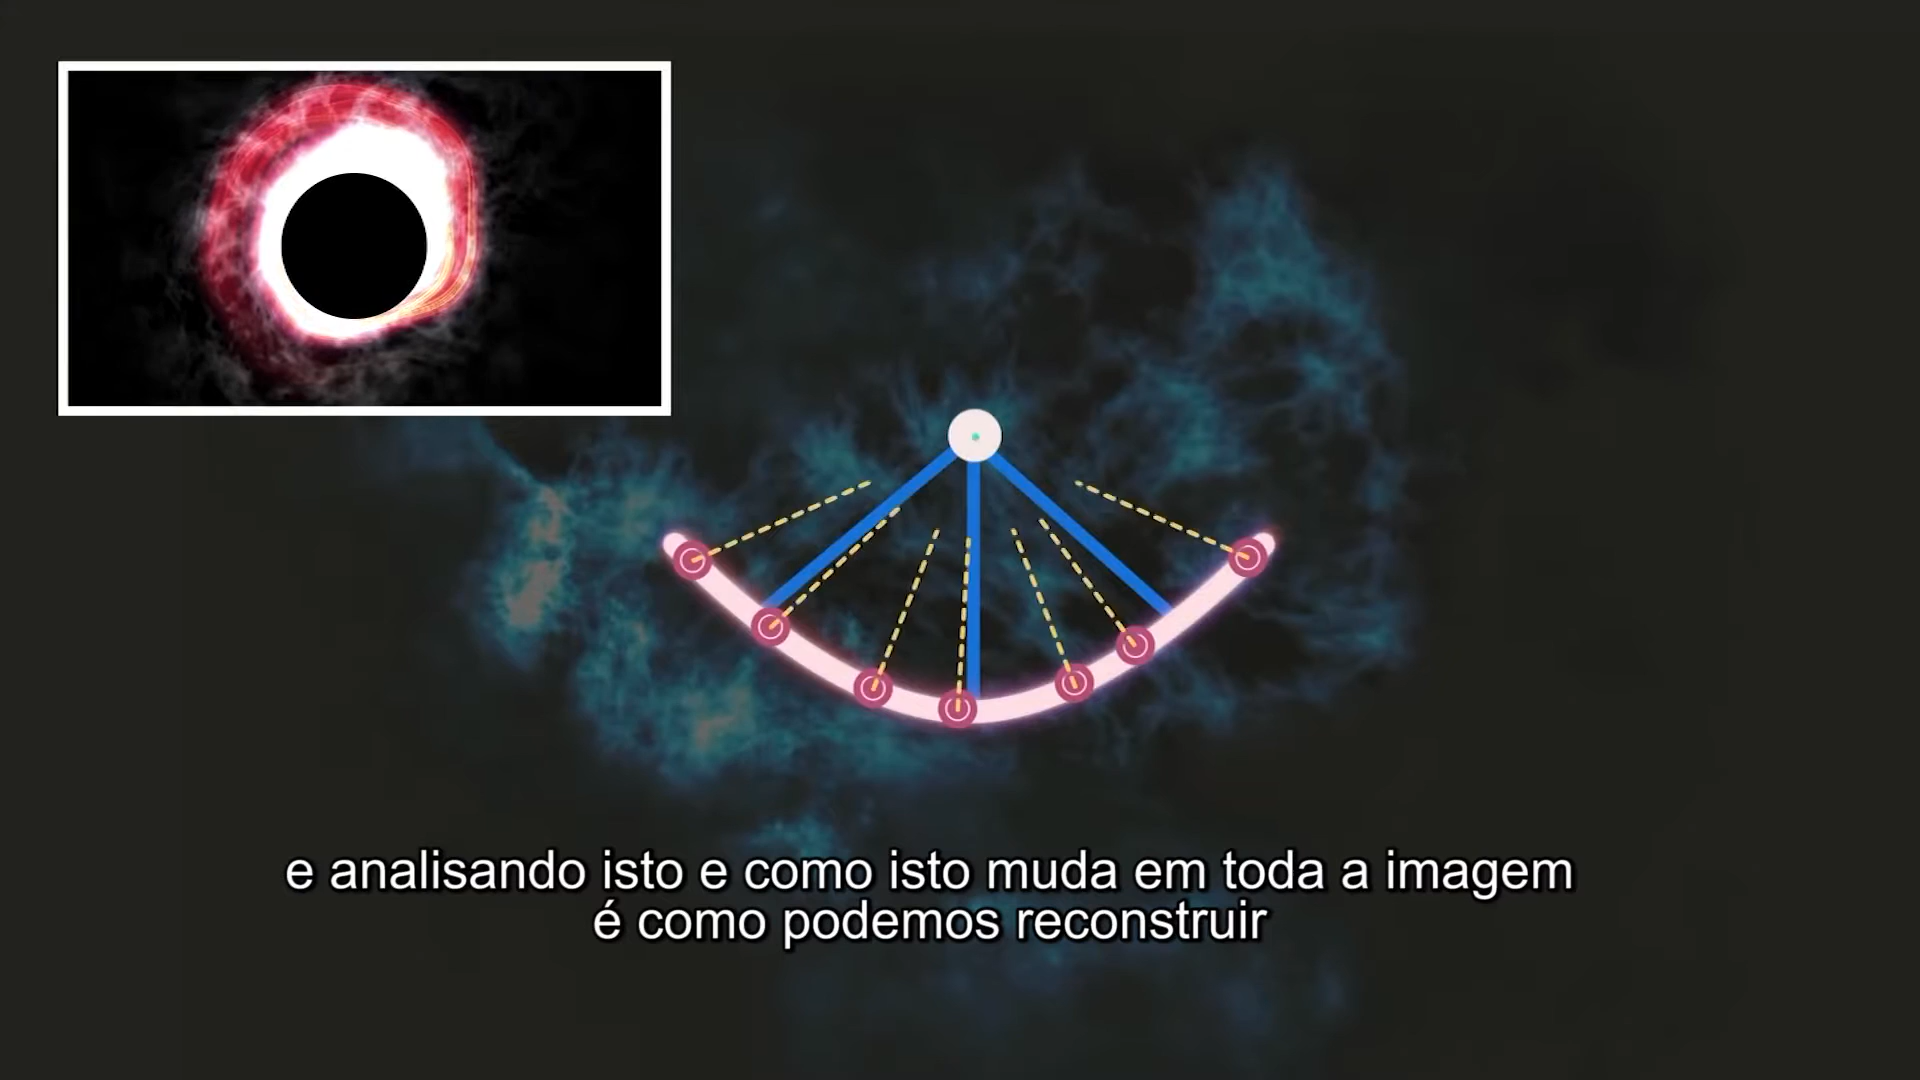 e analisando isto e como isto muda em toda a imagem
é como podemos reconstruir